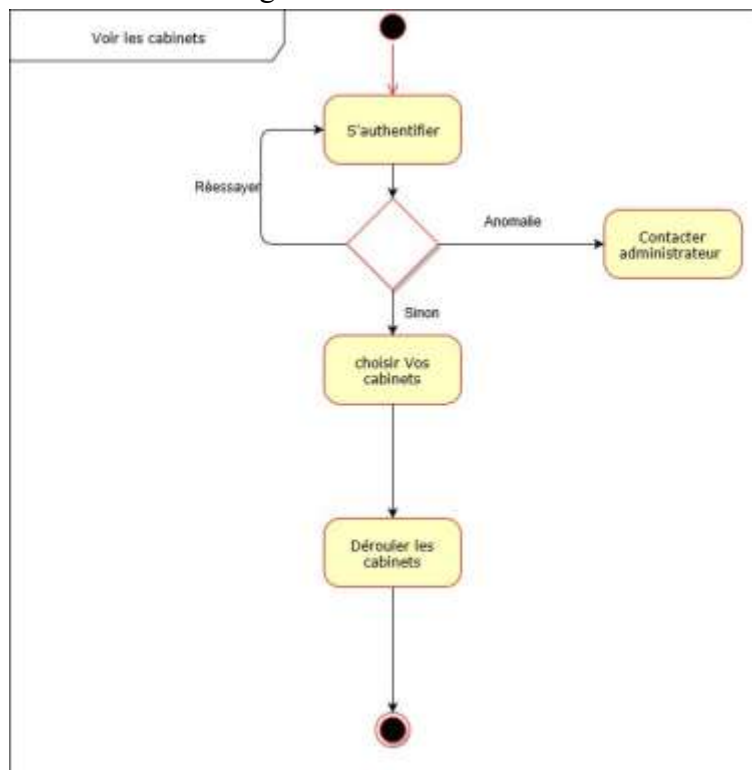 Voir les cabinets
S'authentifier
Réessayer
Anomalie
Contacter
administrateur
Sinon
choisir Vos
cabinets
Dérouler les
cabinets